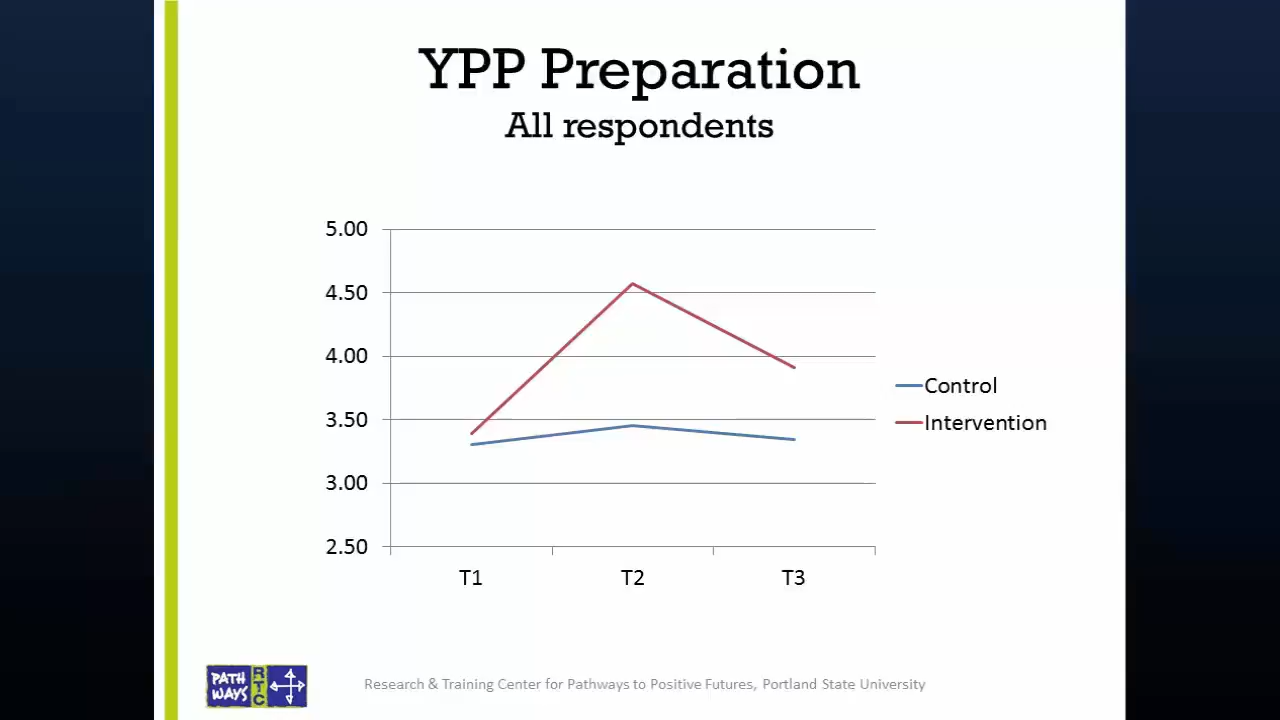 YPP Preparation
All respondents
5.00
4.50
4.00
3.50
3.00
2.50
T1 T2 T3
Control
Intervention
PATH
WAYS
RTC
Research & Training Center for Pathways to Positive Futures, Portland State University